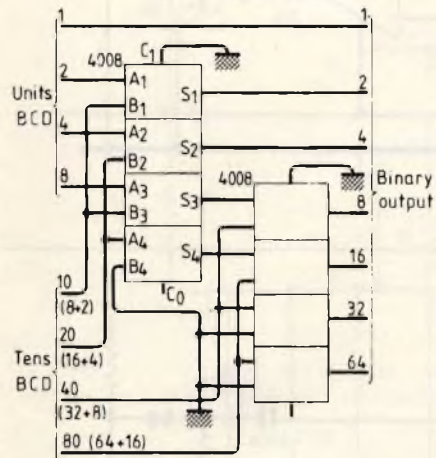 1
1
4008
C1
2
A1
B1
S1
2
Units
BCD
4
A2
B2
S2
4
8
A3
B3
S3
4008
Binary
output
8
A4
B4
S4
16
10
(8+2)
C0
32
20
(16+4)
Tens
BCD
40
(32+8)
64
80 (64+16)